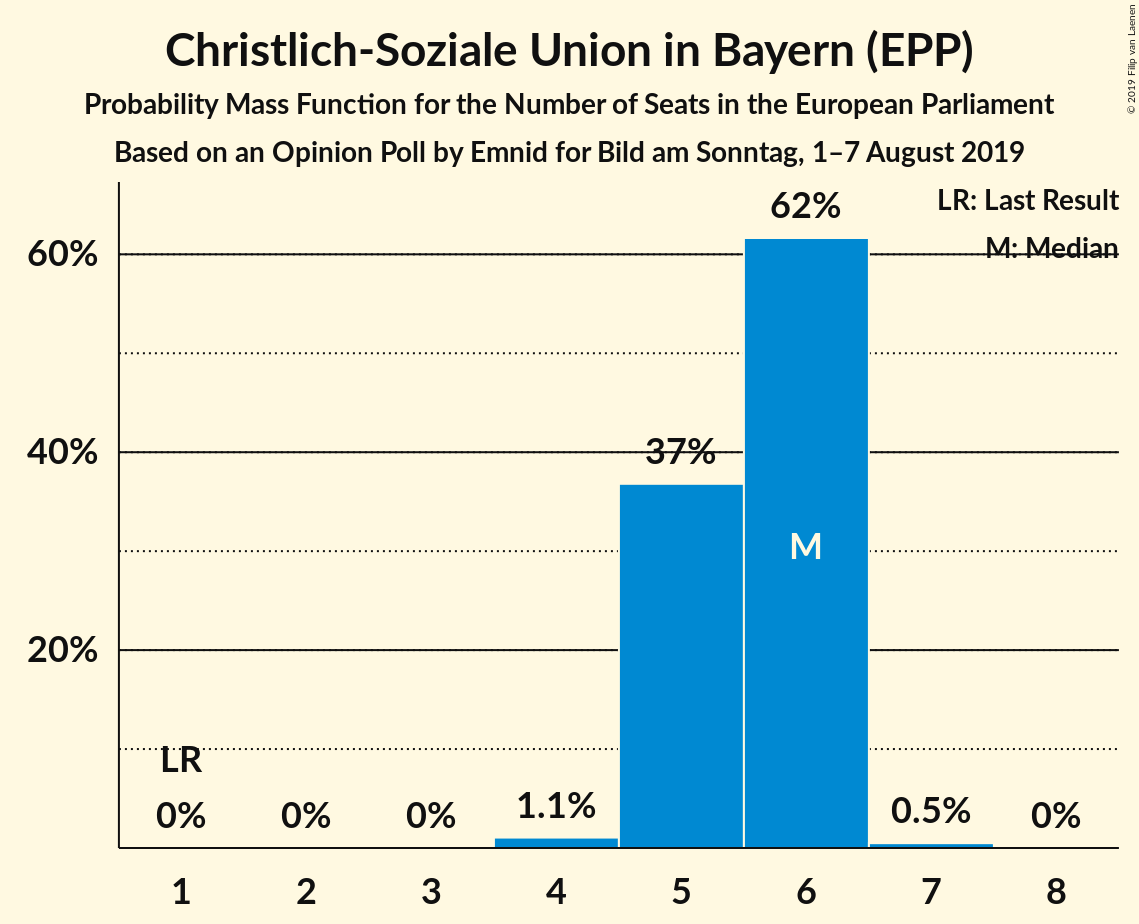 Christlich-Soziale Union in Bayern (EPP)
Probability Mass Function for the Number of Seats in the European Parliament
Based on an Opinion Poll by Emnid for Bild am Sonntag, 1–7 August 2019
© 2019 Filip van Laenen
LR: Last Result
M: Median
60%
40%
20%
LR
0%
0%
0%
1.1%
37%
62%
M
0.5%
0%
1 2 3 4 5 6 7 8